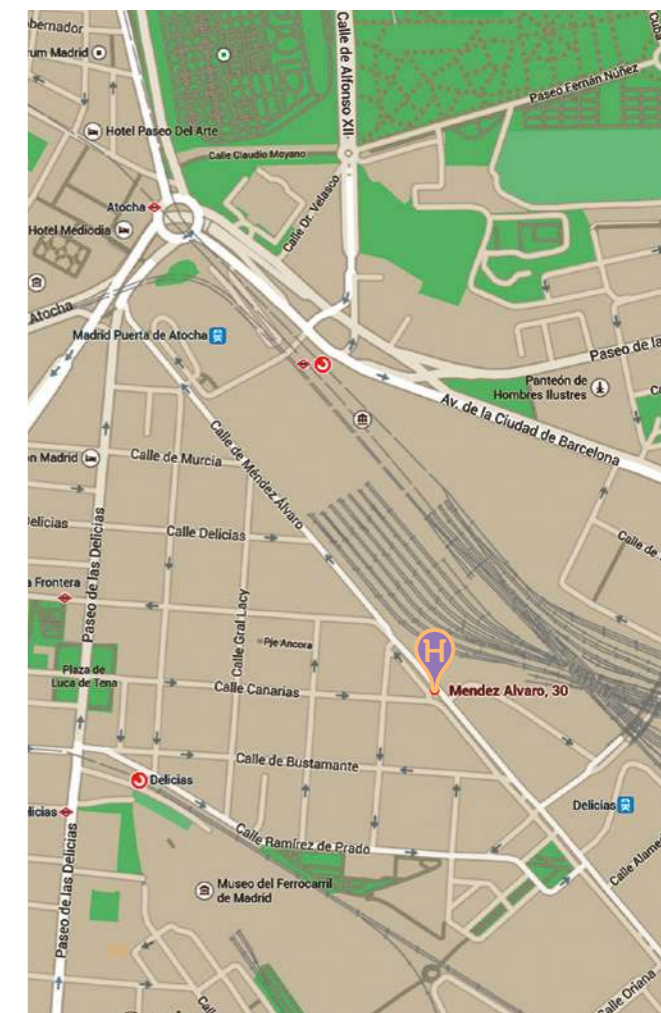 bernador
Calle de Alfonso XII
Cuba
rum Madrid
Paseo Fernán Núñez
Hotel Paseo Del Arte
Calle Claudio Moyano
Atocha
Calle Dr. Velasco
Hotel Mediodia
Atocha
Madrid Puerta de Atocha
Paseo de la
Panteón de
Hombres Ilustres
Av. de la Ciudad de Barcelona
n Madrid
Calle de Murcia
Calle de Méndez Álvaro
Delicias
Calle Delicias
Calle de
Paseo de las Delicias
a Frontera
Calle Gral Lacy
Pje Ancora
H
Plaza de
Luca de Tena
Calle Canarias
Mendez Alvaro, 30
Calle de Bustamante
Delicias
Delicias
licias
Calle Ramírez de Prado
Paseo de las Delicias
Calle Alame
Museo del Ferrocarril
de Madrid
Calle Oriana